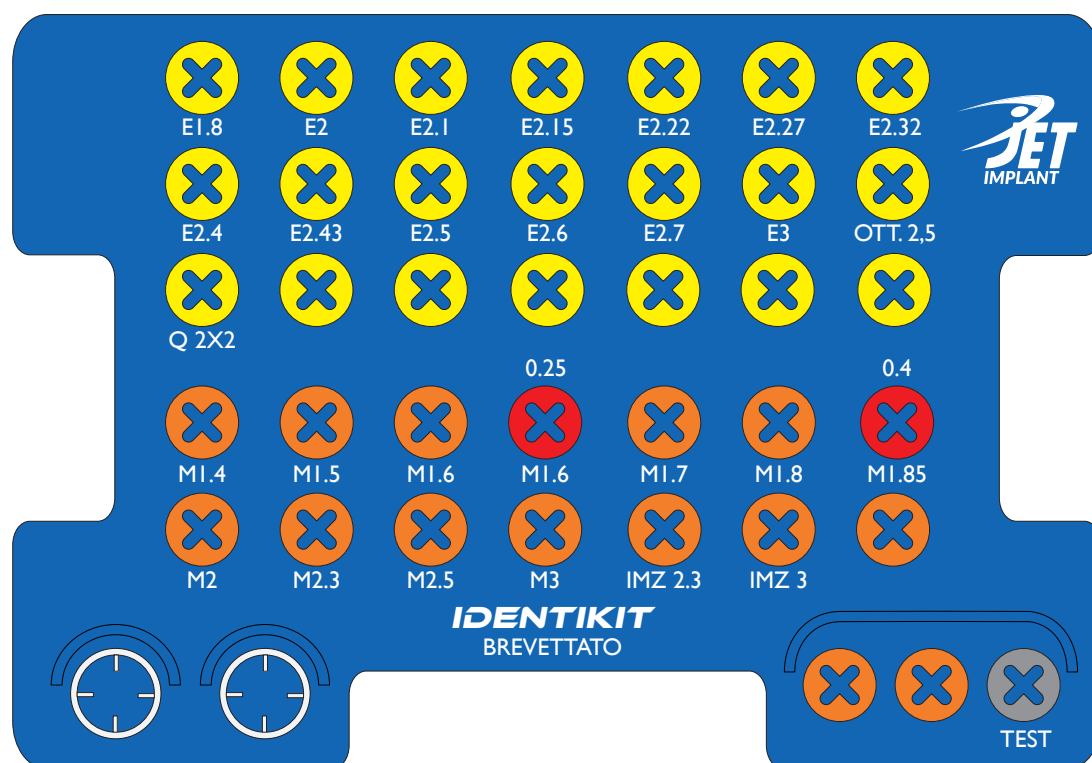 E1.8 E2 E2.1 E2.15 E2.22 E2.27 E2.32
JET
IMPLANT
E2.4 E2.43 E2.5 E2.6 E2.7 E3 OTT. 2,5
Q 2X2
0.25 0.4
M1.4 M1.5 M1.6 M1.6 M1.7 M1.8 M1.85
M2 M2.3 M2.5 M3 IMZ 2.3 IMZ 3
IDENTIKIT
BREVETTATO
TEST